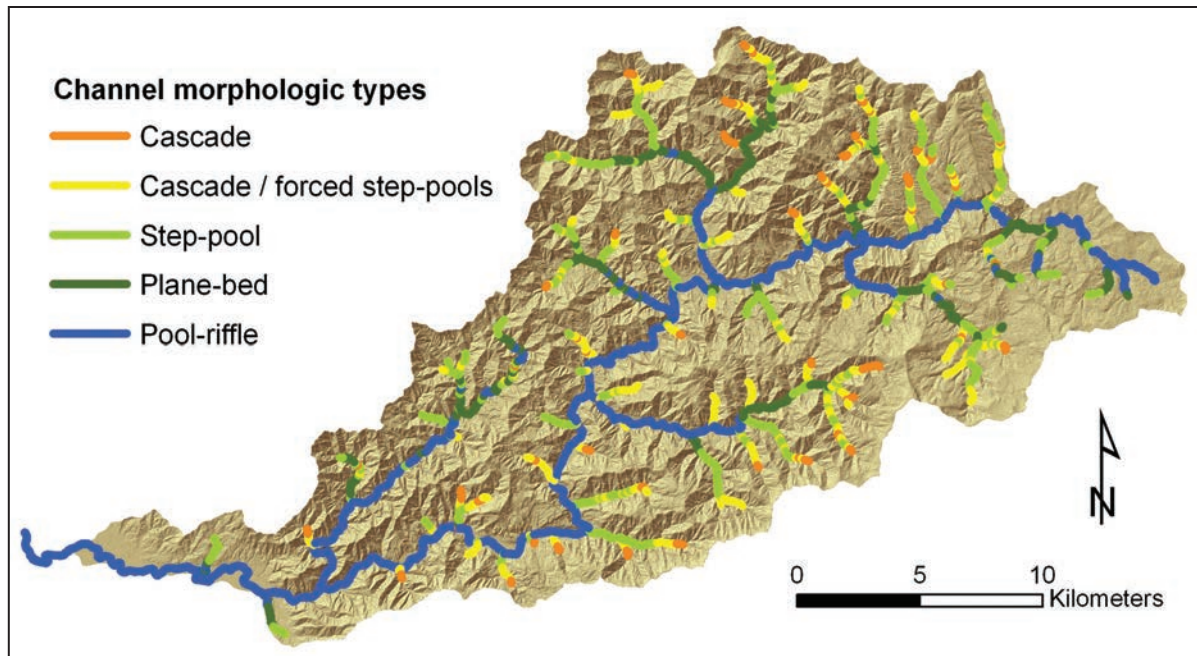 Channel morphologic types
Cascade
Cascade / forced step-pools
Step-pool
Plane-bed
Pool-riffle
N
0 5 10
Kilometers